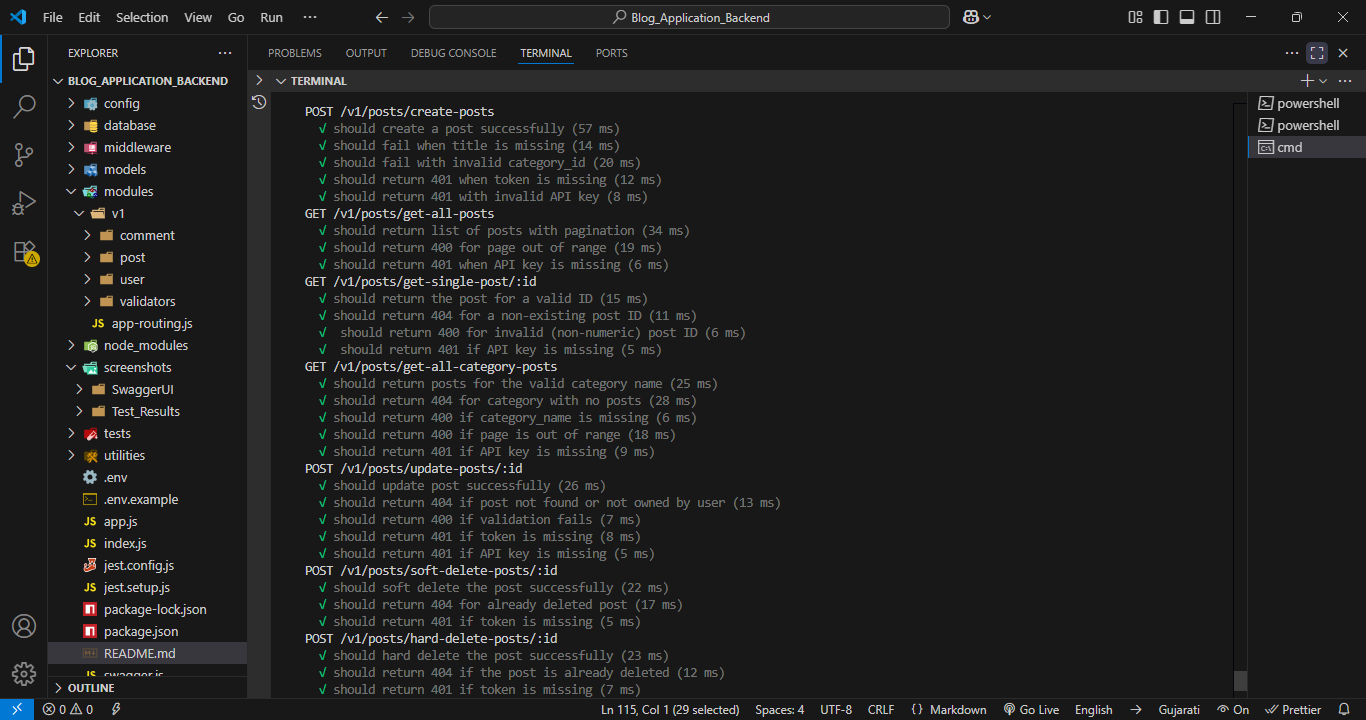 File Edit Selection View Go Run ··· Blog_Application_Backend
EXPLORER ···
BLOG_APPLICATION_BACKEND
config
database
middleware
models
modules
v1
comment
post
user
validators
JS app-routing.js
node_modules
screenshots
SwaggerUI
Test_Results
tests
utilities
.env
.env.example
JS app.js
JS index.js
jest.config.js
JS jest.setup.js
package-lock.json
package.json
README.md
JS swagger.js
OUTLINE
PROBLEMS OUTPUT DEBUG CONSOLE TERMINAL PORTS ···
TERMINAL ···
POST /v1/posts/create-posts
√ should create a post successfully (57 ms)
√ should fail when title is missing (14 ms)
√ should fail with invalid category_id (20 ms)
√ should return 401 when token is missing (12 ms)
√ should return 401 with invalid API key (8 ms)
GET /v1/posts/get-all-posts
√ should return list of posts with pagination (34 ms)
√ should return 400 for page out of range (19 ms)
√ should return 401 when API key is missing (6 ms)
GET /v1/posts/get-single-post/:id
√ should return the post for a valid ID (15 ms)
√ should return 404 for a non-existing post ID (11 ms)
√  should return 400 for invalid (non-numeric) post ID (6 ms)
√  should return 401 if API key is missing (5 ms)
GET /v1/posts/get-all-category-posts
√ should return posts for the valid category name (25 ms)
√ should return 404 for category with no posts (28 ms)
√ should return 400 if category_name is missing (6 ms)
√ should return 400 if page is out of range (18 ms)
√ should return 401 if API key is missing (9 ms)
POST /v1/posts/update-posts/:id
√ should update post successfully (26 ms)
√ should return 404 if post not found or not owned by user (13 ms)
√ should return 400 if validation fails (7 ms)
√ should return 401 if token is missing (8 ms)
√ should return 401 if API key is missing (5 ms)
POST /v1/posts/soft-delete-posts/:id
√ should soft delete the post successfully (22 ms)
√ should return 404 for already deleted post (17 ms)
√ should return 401 if token is missing (5 ms)
POST /v1/posts/hard-delete-posts/:id
√ should hard delete the post successfully (23 ms)
√ should return 404 if the post is already deleted (12 ms)
√ should return 401 if token is missing (7 ms)
powershell
powershell
cmd
0 0 Ln 115, Col 1 (29 selected) Spaces: 4 UTF-8 CRLF {} Markdown Go Live English Gujarati On Prettier